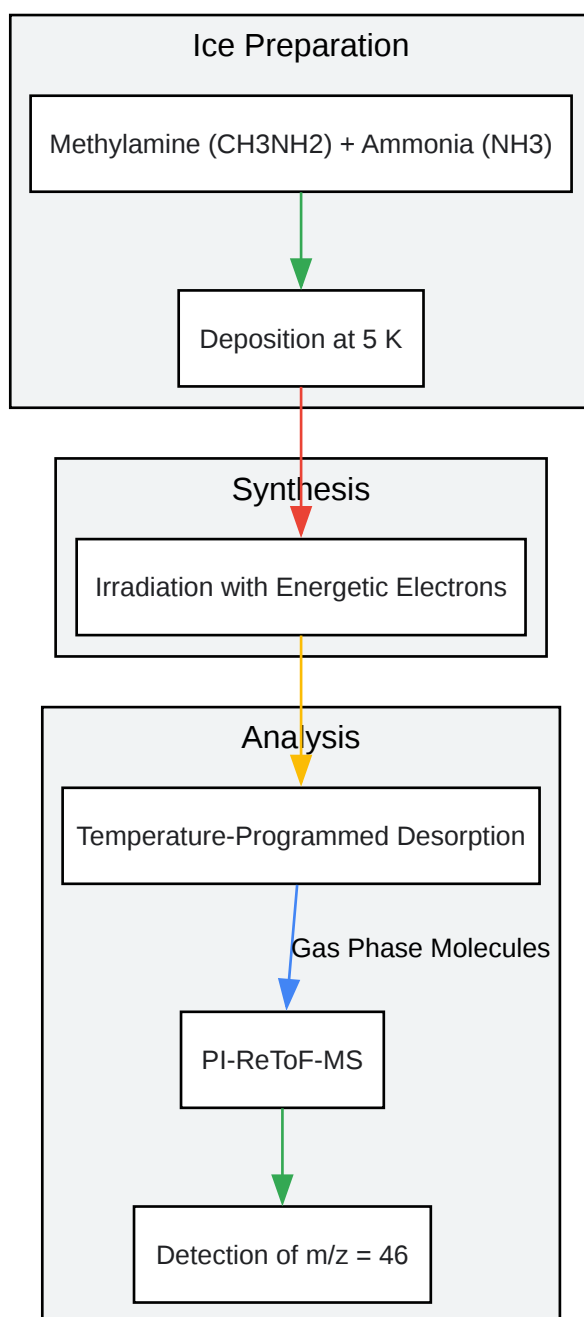 Ice Preparation
Methylamine (CH3NH2) + Ammonia (NH3)
Deposition at 5 K
Synthesis
Irradiation with Energetic Electrons
Analysis
Temperature-Programmed Desorption
Gas Phase Molecules
PI-ReToF-MS
Detection of m/z = 46